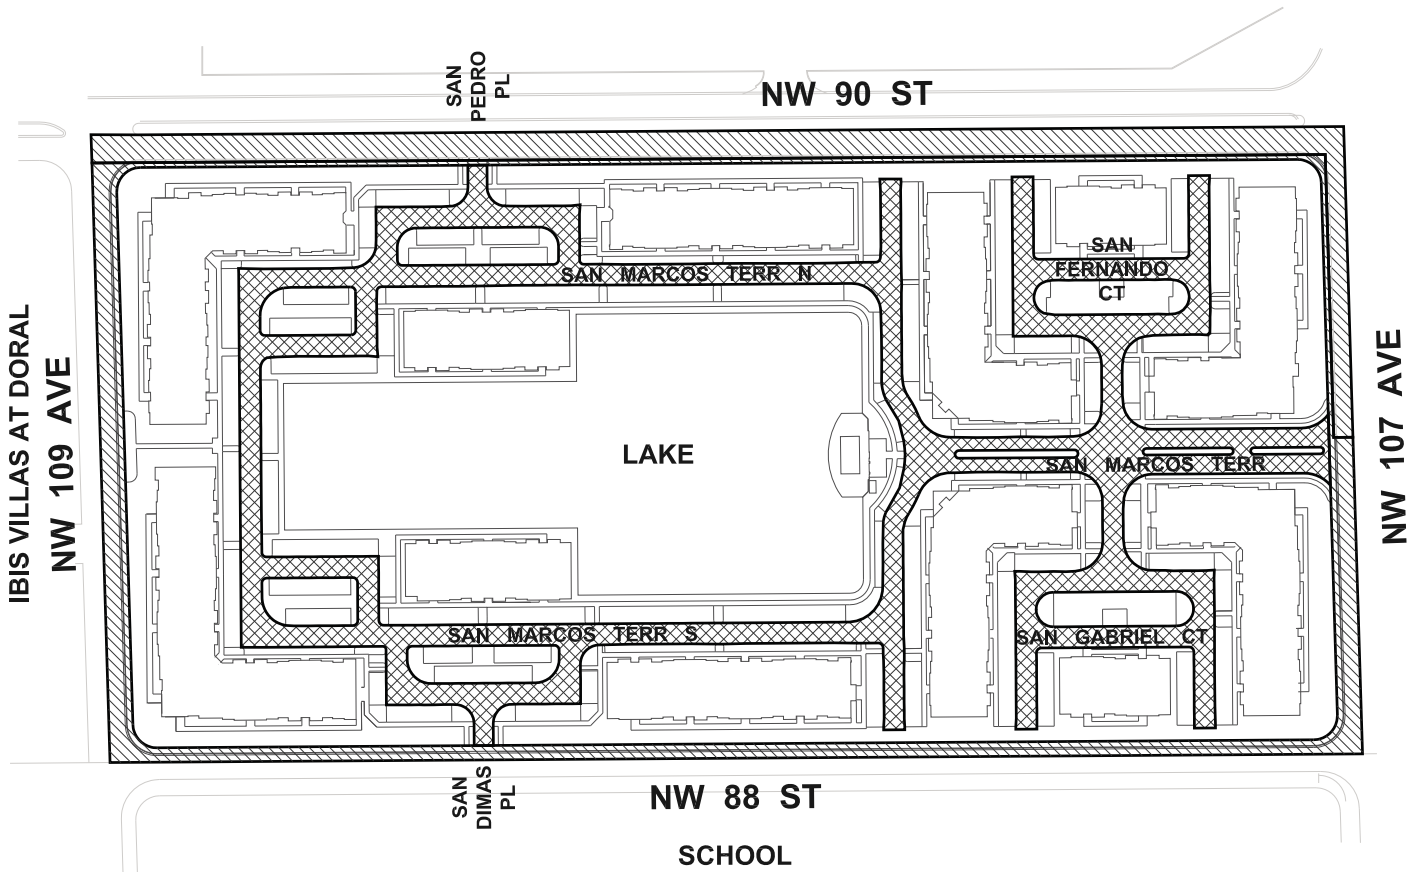 SAN
PEDRO
PL
NW 90 ST
SAN
FERNANDO
CT
SAN MARCOS TERR N
IBIS VILLAS AT DORAL
NW 109 AVE
LAKE
SAN MARCOS TERR
NW 107 AVE
SAN MARCOS TERR S
SAN GABRIEL CT
SAN
DIMAS
PL
NW 88 ST
SCHOOL